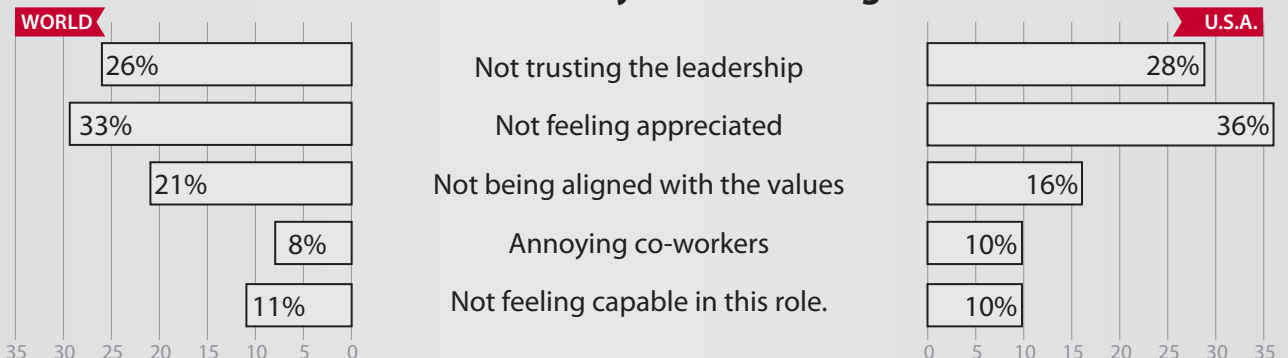 WORLD
U.S.A.
26%
Not trusting the leadership
28%
33%
Not feeling appreciated
36%
21%
Not being aligned with the values
16%
8%
Annoying co-workers
10%
11%
Not feeling capable in this role.
10%
35 30 25 20 15 10 5 0
0 5 10 15 20 25 30 35